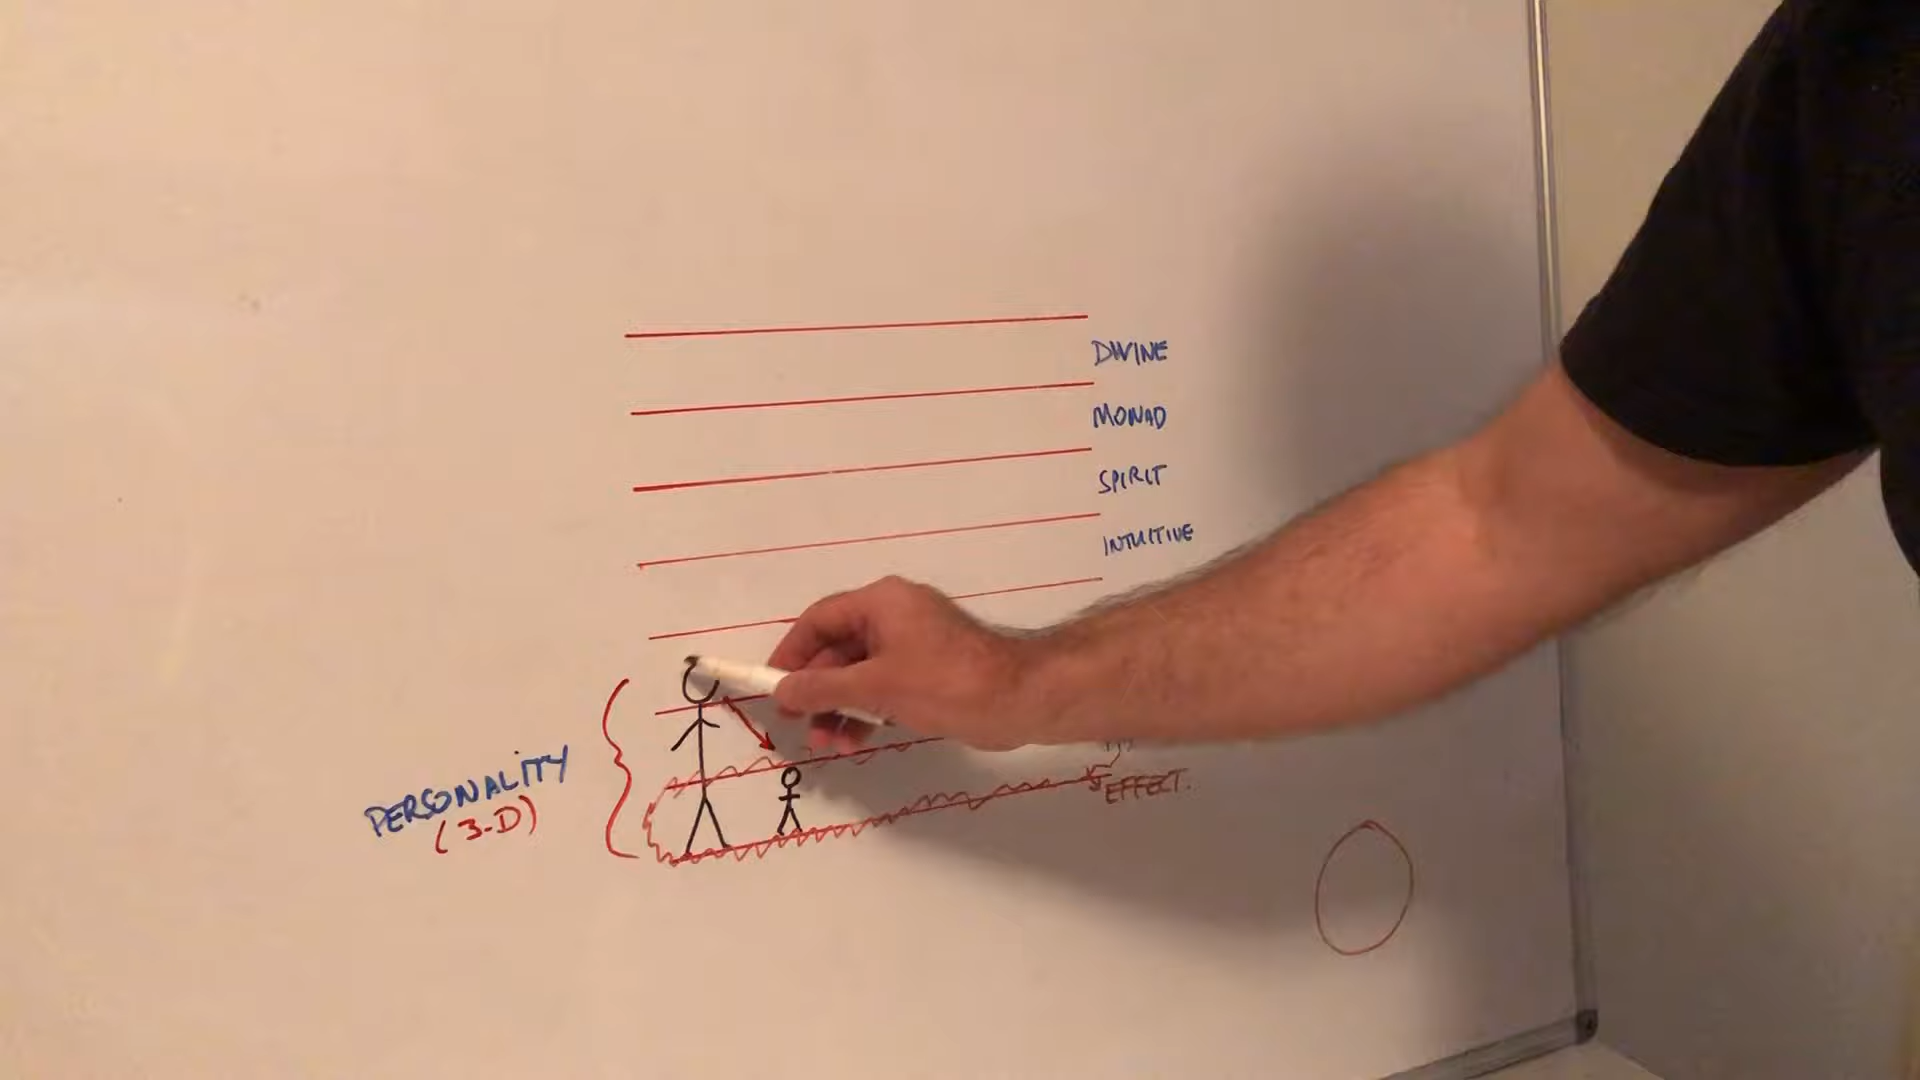 DIVINE
MONAD
SPIRIT
INTUITIVE
PERSONALITY
(3-D)
EFFECT.